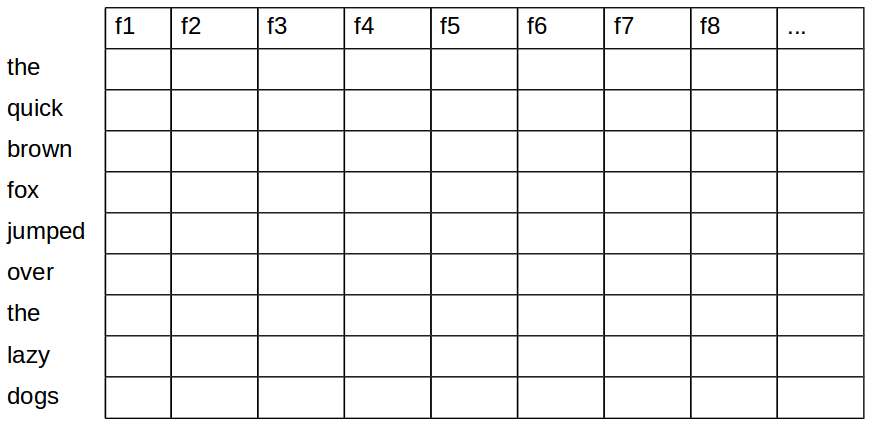 f1 f2 f3 f4 f5 f6 f7 f8 ...
the
quick
brown
fox
jumped
over
the
lazy
dogs